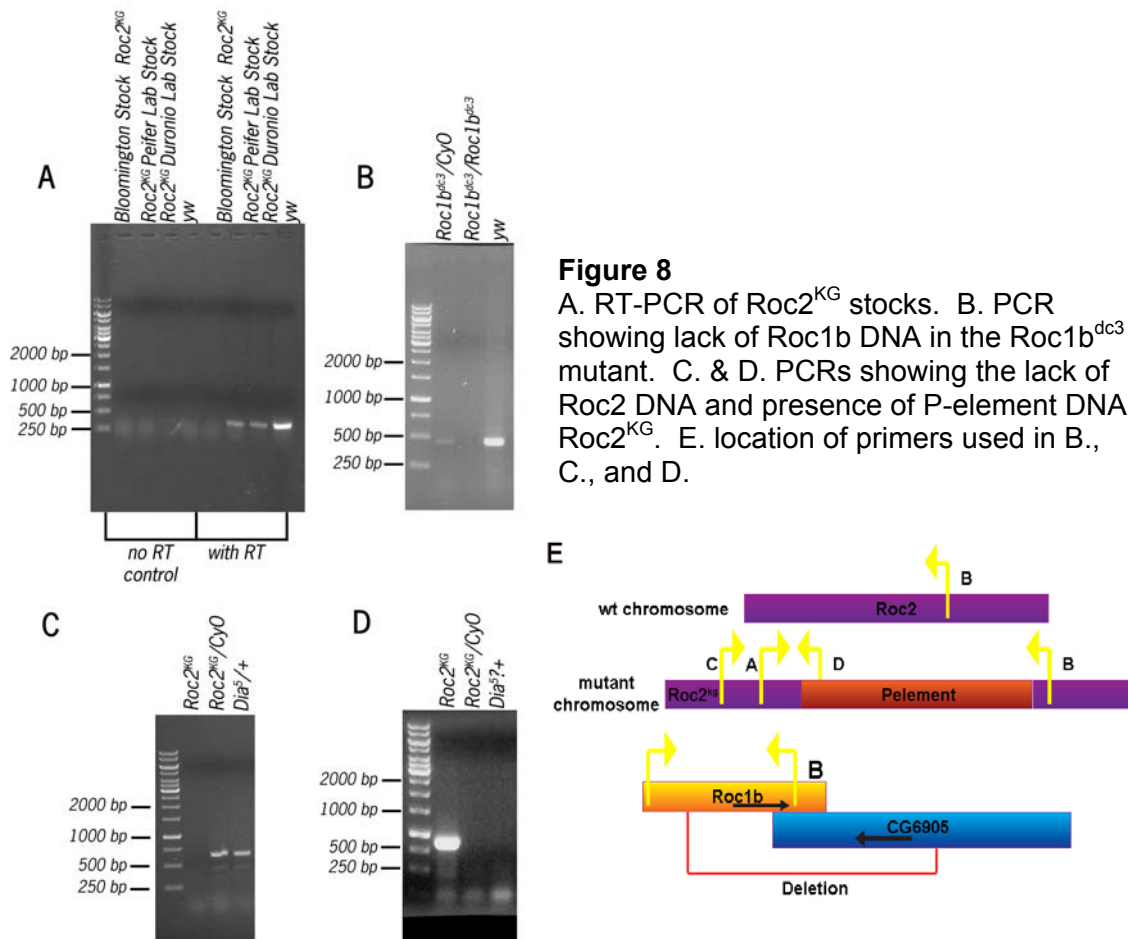 A
Bloomington Stock Roc2KG
Roc2KG Peifer Lab Stock
Roc2KG Duronio Lab Stock
yw
Bloomington Stock Roc2KG
Roc2KG Peifer Lab Stock
Roc2KG Duronio Lab Stock
yw
2000 bp
1000 bp
500 bp
250 bp
no RT
control
with RT
B
Roc1bdc3/CyO
Roc1bdc3/Roc1bdc3
yw
2000 bp
1000 bp
500 bp
250 bp
Figure 8
A. RT-PCR of Roc2KG stocks. B. PCR
showing lack of Roc1b DNA in the Roc1bdc3
mutant. C. & D. PCRs showing the lack of
Roc2 DNA and presence of P-element DNA
Roc2KG. E. location of primers used in B.,
C., and D.
C
Roc2KG
Roc2KG/CyO
Dia5/+
2000 bp
1000 bp
500 bp
250 bp
D
Roc2KG
Roc2KG/CyO
Dia5?+
2000 bp
1000 bp
500 bp
250 bp
E
B
wt chromosome
Roc2
C
A
D
B
mutant
chromosome
Roc2kg
Pelement
B
Roc1b
CG6905
Deletion